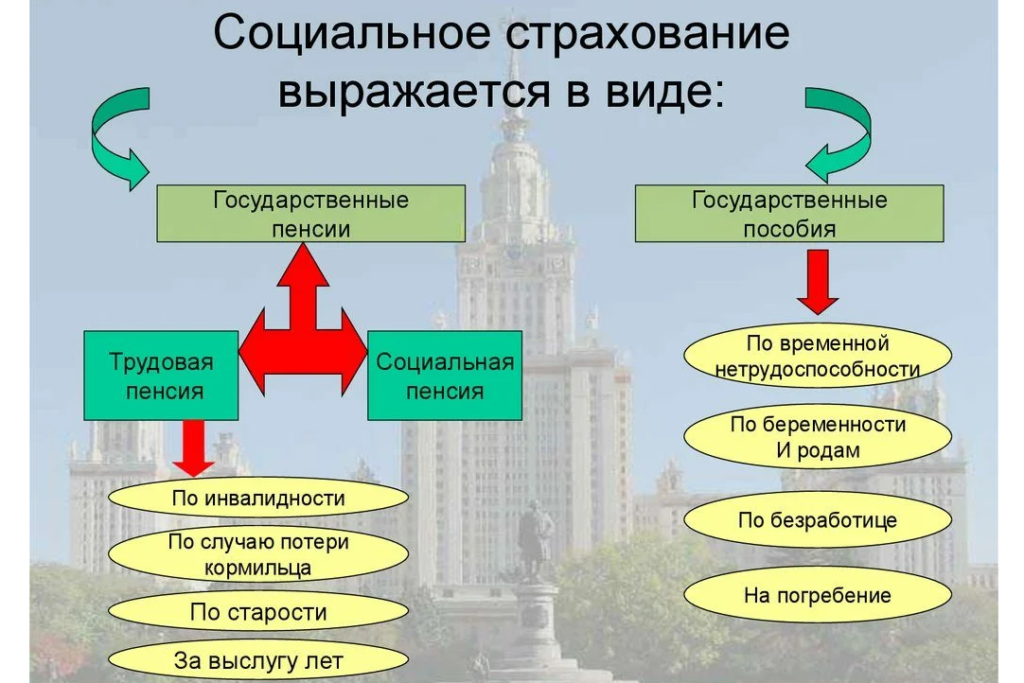 Социальное страхование
выражается в виде:
Государственные
пенсии
Государственные
пособия
Трудовая
пенсия
Социальная
пенсия
По инвалидности
По случаю потери
кормильца
По старости
За выслугу лет
По временной
нетрудоспособности
По беременности
И родам
По безработице
На погребение